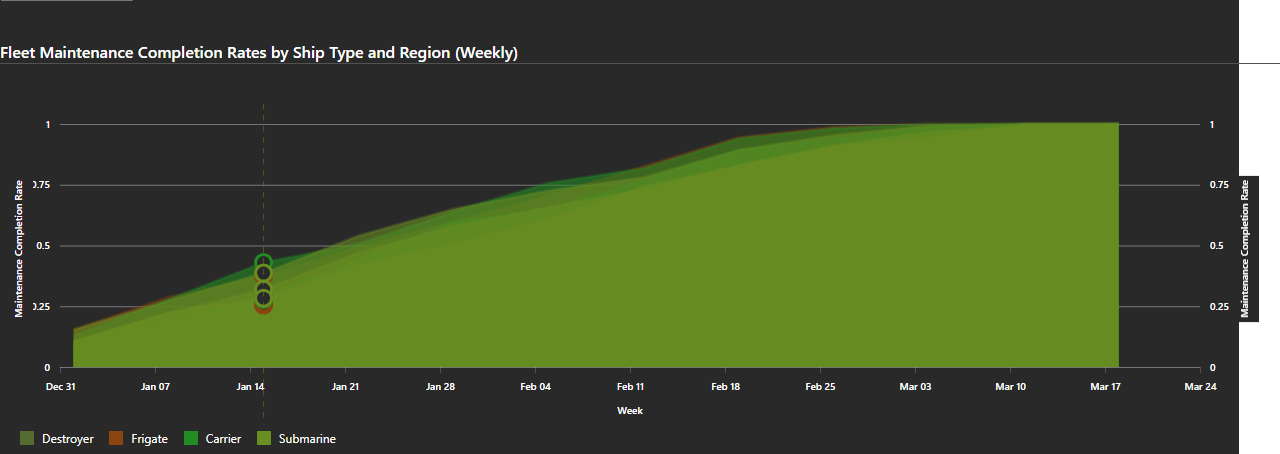 Fleet Maintenance Completion Rates by Ship Type and Region (Weekly)
1
1
0.75
0.75
Maintenance Completion Rate
Maintenance Completion Rate
0.5
0.5
0.25
0.25
0
0
Dec 31 Jan 07 Jan 14 Jan 21 Jan 28 Feb 04 Feb 11 Feb 18 Feb 25 Mar 03 Mar 10 Mar 17 Mar 24
Week
Destroyer Frigate Carrier Submarine